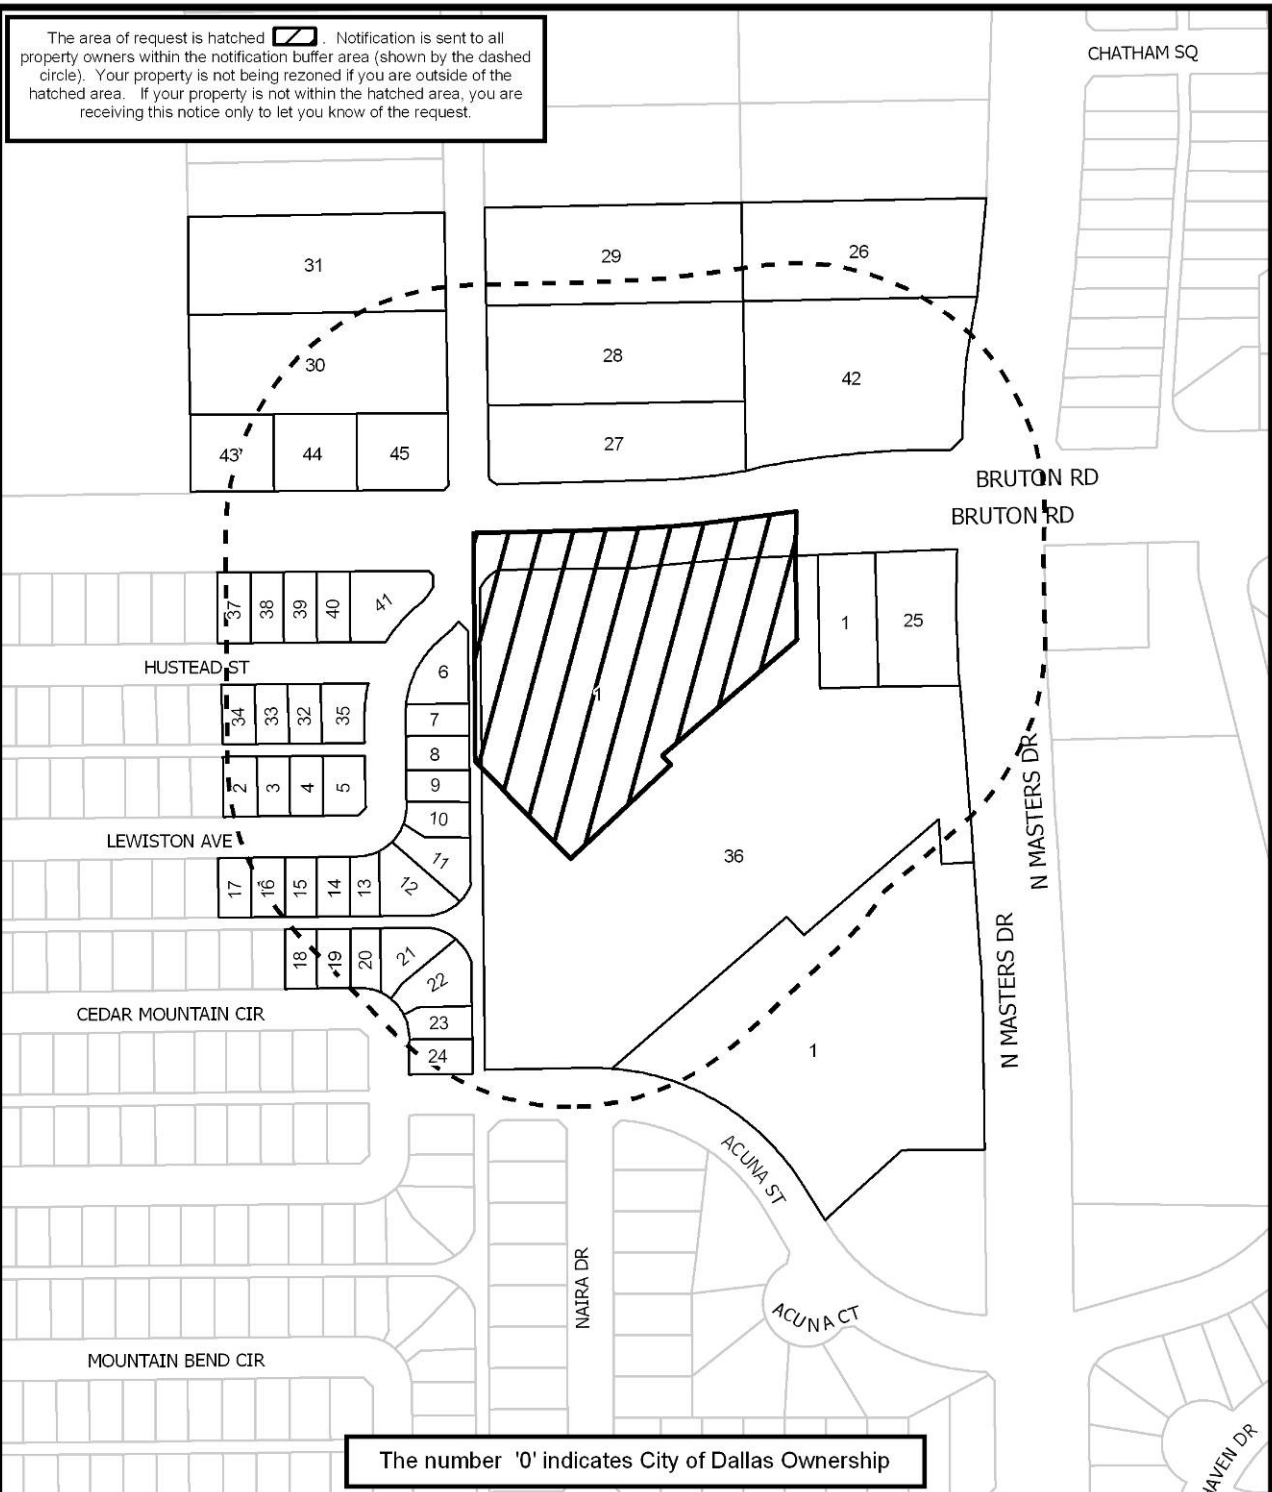 The area of request is hatched . Notification is sent to all
property owners within the notification buffer area (shown by the dashed
circle). Your property is not being rezoned if you are outside of the
hatched area. If your property is not within the hatched area, you are
receiving this notice only to let you know of the request.
CHATHAM SQ
31
29
26
30
28
42
43
44
45
27
BRUTON RD
BRUTON RD
37
38
39
40
41
1
25
HUSTEAD ST
6
34
33
32
35
7
1
8
2
3
4
5
9
10
N MASTERS DR
LEWISTON AVE
36
17
16
15
14
13
12
11
18
19
20
21
22
N MASTERS DR
CEDAR MOUNTAIN CIR
23
24
1
ACUNA ST
NAIRA DR
ACUNA CT
MOUNTAIN BEND CIR
HAVEN DR
The number '0' indicates City of Dallas Ownership